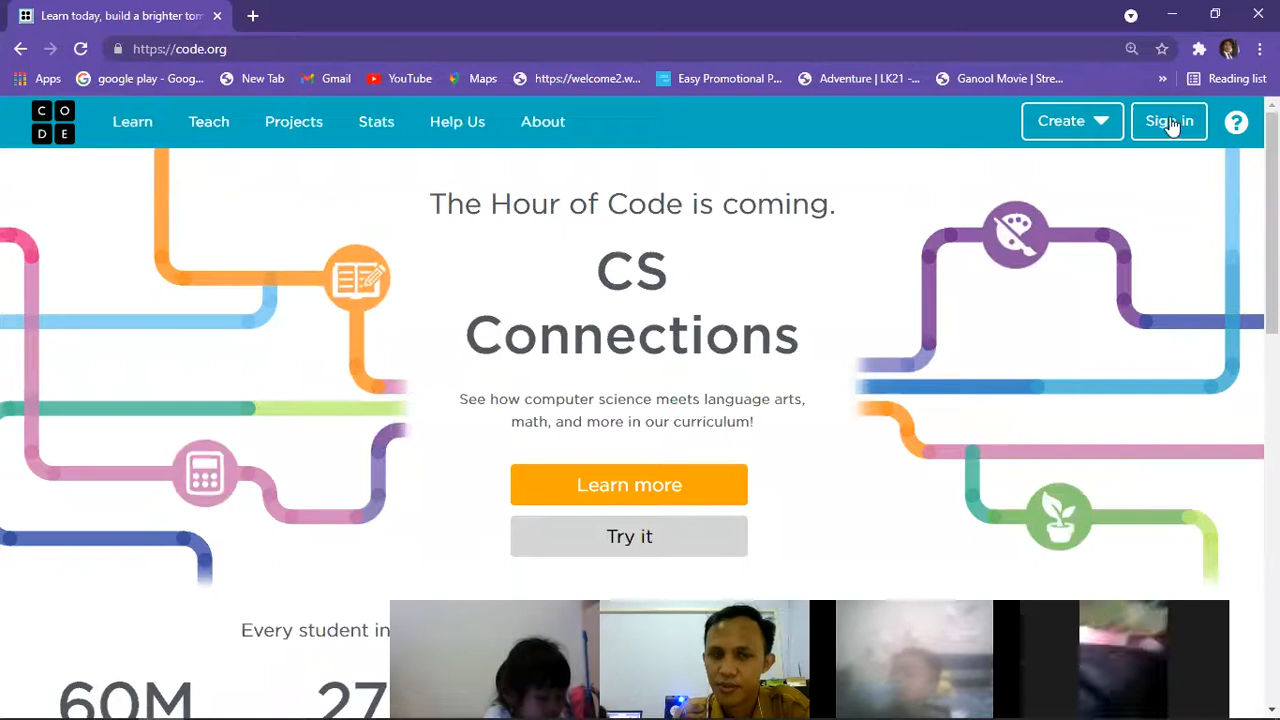 Learn today, build a brighter tom
https://code.org
Apps
google play - Goog...
New Tab
Gmail
YouTube
Maps
https://welcome2.w...
Easy Promotional P...
Adventure | LK21 -...
Ganool Movie | Stre...
»
Reading list
C O
D E
Learn
Teach
Projects
Stats
Help Us
About
Create
Sign in
?
The Hour of Code is coming.
CS
Connections
See how computer science meets language arts,
math, and more in our curriculum!
Learn more
Try it
Every student in
60M
27